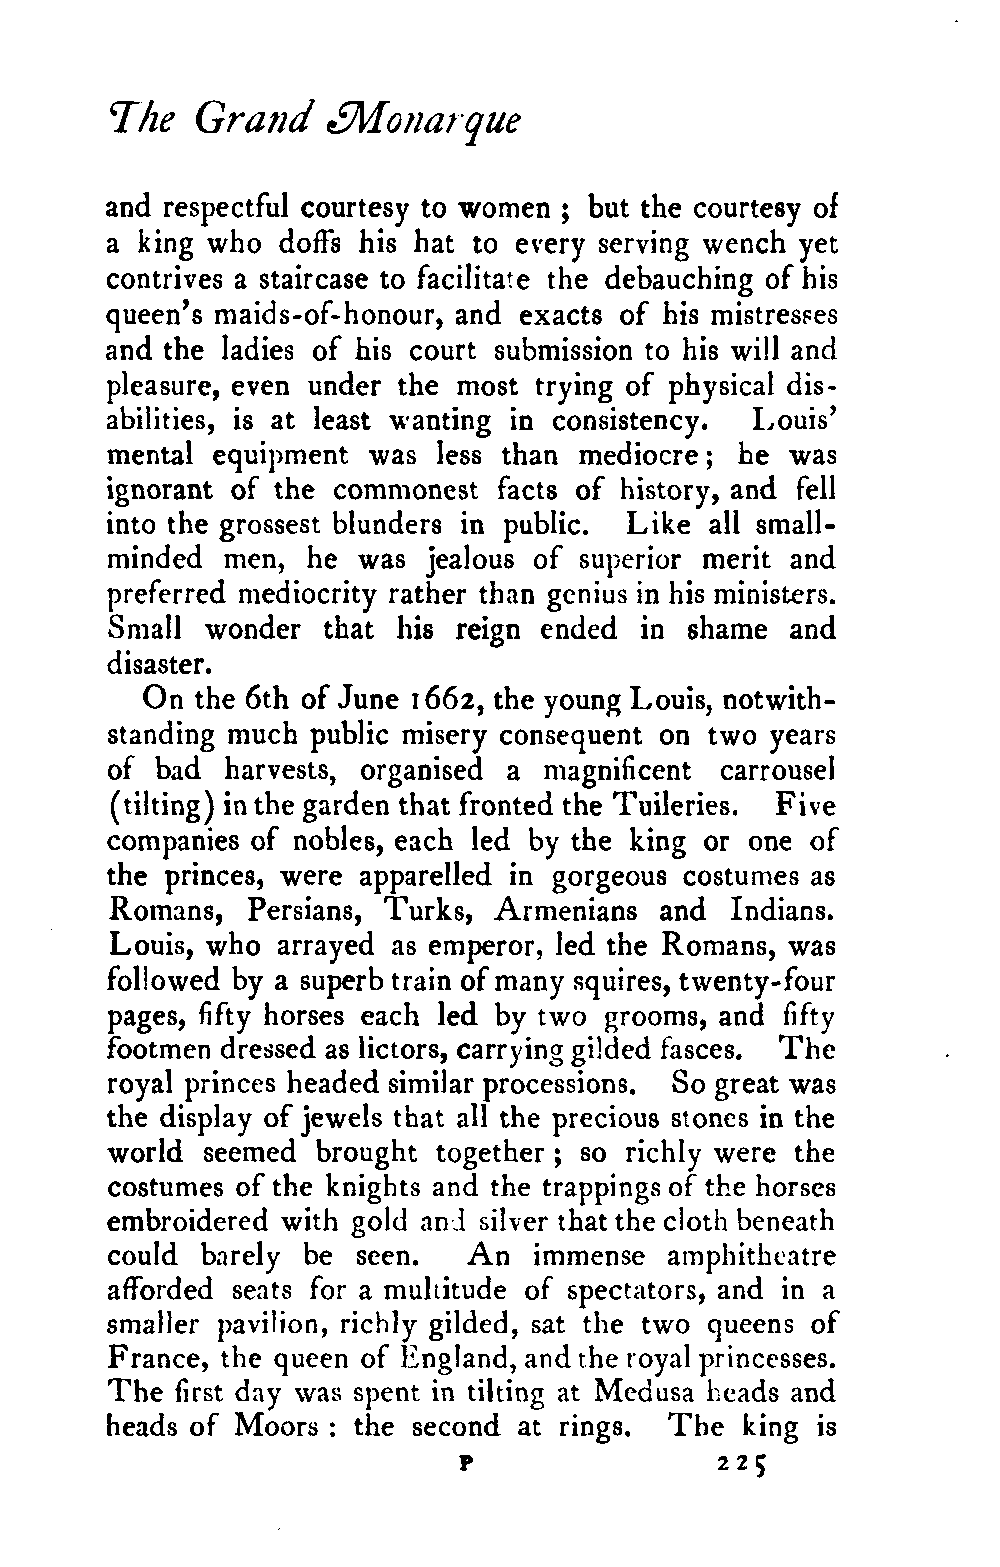 The Grand Monarque
and respectful courtesy to women ; but the courtesy of
a king who doffs his hat to every serving wench yet
contrives a staircase to facilitate the debauching of his
queen's maids-of-honour, and exacts of his mistresses
and the ladies of his court submission to his will and
pleasure, even under the most trying of physical dis-
abilities, is at least wanting in consistency. Louis'
mental equipment was less than mediocre ; he was
ignorant of the commonest facts of history, and fell
into the grossest blunders in public. Like all small-
minded men, he was jealous of superior merit and
preferred mediocrity rather than genius in his ministers.
Small wonder that his reign ended in shame and
disaster.
On the 6th of June 1662, the young Louis, notwith-
standing much public misery consequent on two years
of bad harvests, organised a magnificent carrousel
(tilting) in the garden that fronted the Tuileries. Five
companies of nobles, each led by the king or one of
the princes, were apparelled in gorgeous costumes as
Romans, Persians, Turks, Armenians and Indians.
Louis, who arrayed as emperor, led the Romans, was
followed by a superb train of many squires, twenty-four
pages, fifty horses each led by two grooms, and fifty
footmen dressed as lictors, carrying gilded fasces. The
royal princes headed similar processions. So great was
the display of jewels that all the precious stones in the
world seemed brought together ; so richly were the
costumes of the knights and the trappings of the horses
embroidered with gold and silver that the cloth beneath
could barely be seen. An immense amphitheatre
afforded seats for a multitude of spectators, and in a
smaller pavilion, richly gilded, sat the two queens of
France, the queen of England, and the royal princesses.
The first day was spent in tilting at Medusa heads and
heads of Moors : the second at rings. The king is
P 225